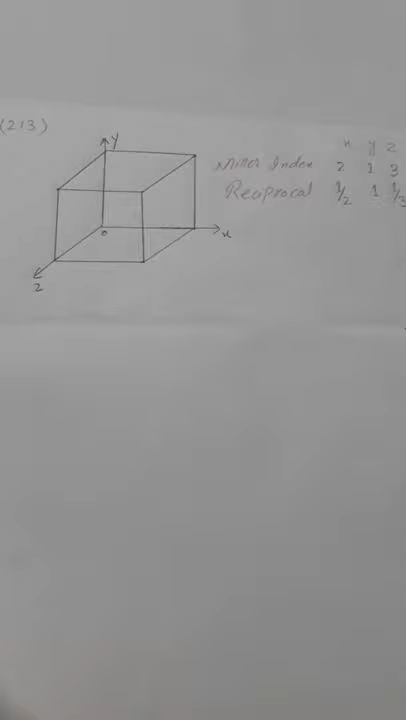 (213)
x y z
Miller Index 2 1 3
Reciprocal 1/2 1 1/3
y
o
x
z